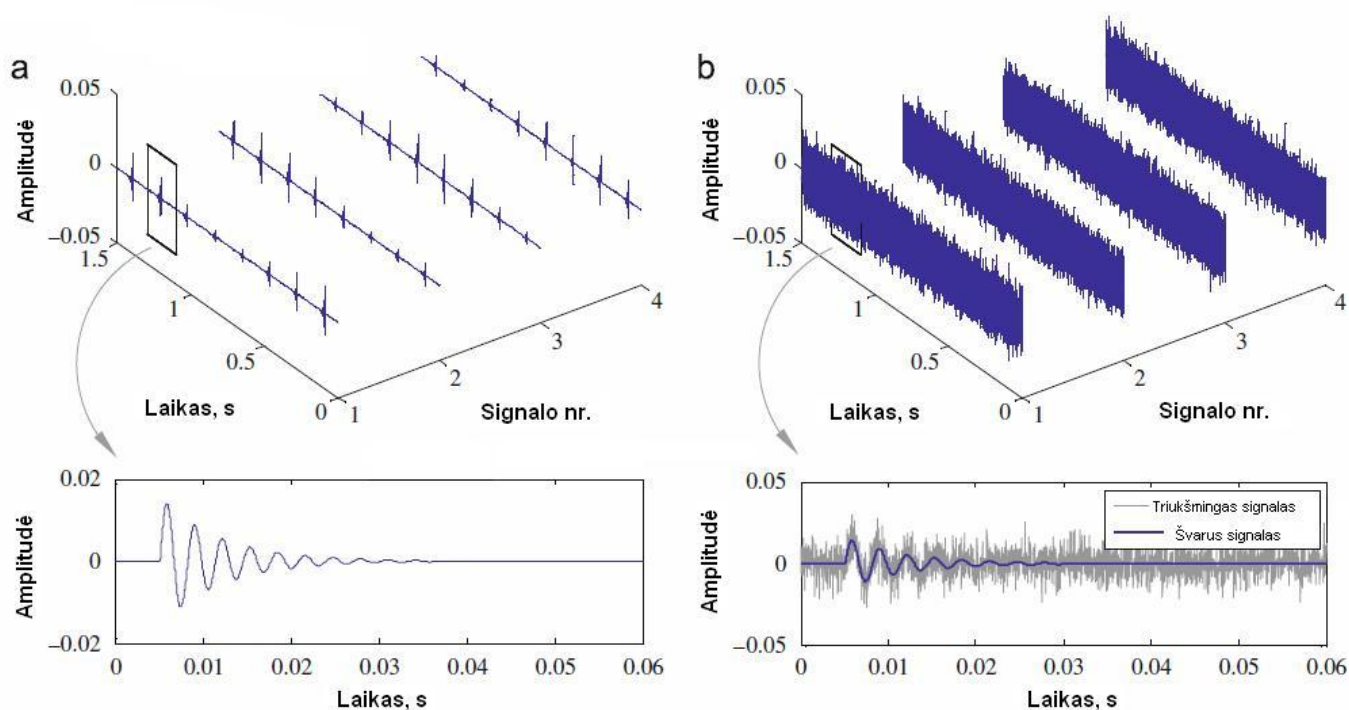 a
Amplitudė
0.05
0
−0.05
1.5
1
0.5
0
Laikas, s
1
2
3
4
Signalo nr.
b
Amplitudė
0.05
0
−0.05
1.5
1
0.5
0
Laikas, s
1
2
3
4
Signalo nr.
Amplitudė
0.02
0
−0.02
0 0.01 0.02 0.03 0.04 0.05 0.06
Laikas, s
Amplitudė
0.05
0
−0.05
Triukšmingas signalas
Švarus signalas
0 0.01 0.02 0.03 0.04 0.05 0.06
Laikas, s